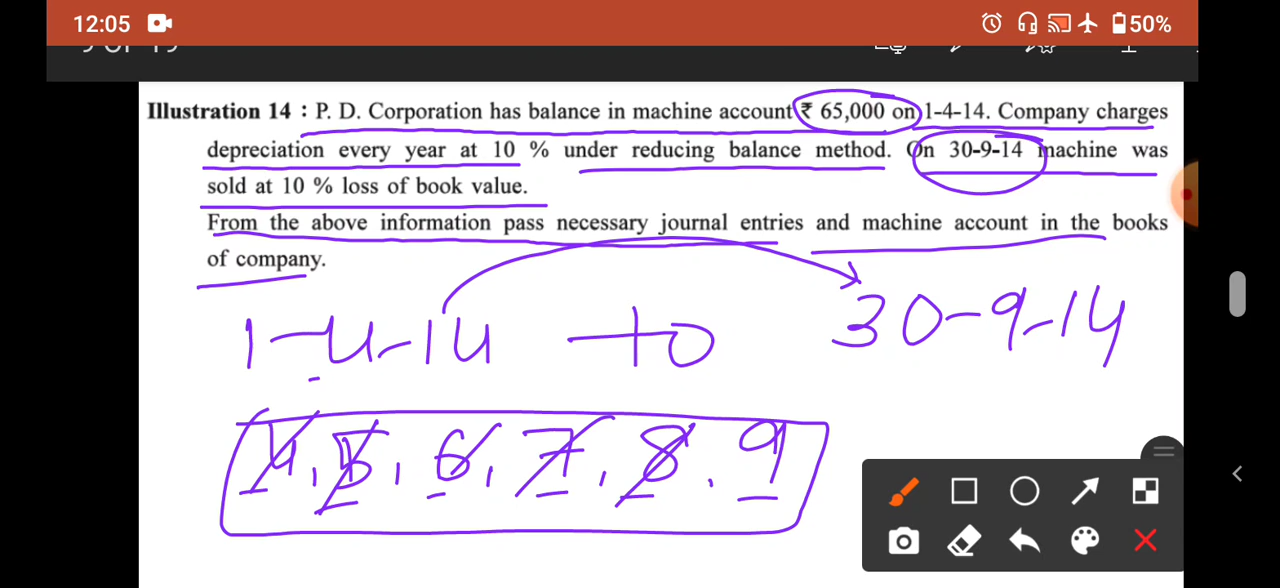 12:05 50%
Illustration 14 : P. D. Corporation has balance in machine account ₹ 65,000 on 1-4-14. Company charges
depreciation every year at 10 % under reducing balance method. On 30-9-14 machine was
sold at 10 % loss of book value.
From the above information pass necessary journal entries and machine account in the books
of company.
1-4-14 to 30-9-14
4, 5, 6, 7, 8, 9